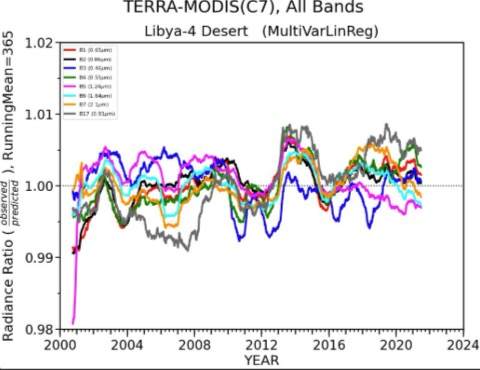 TERRA-MODIS(C7), All Bands
Libya-4 Desert (MultiVarLinReg)
Radiance Ratio ( observed / predicted ), RunningMean=365
1.02
1.01
1.00
0.99
0.98
B1 (0.65μm)
B2 (0.86μm)
B3 (0.46μm)
B4 (0.55μm)
B5 (1.24μm)
B6 (1.64μm)
B7 (2.1μm)
B17 (0.91μm)
2000 2004 2008 2012 2016 2020 2024
YEAR